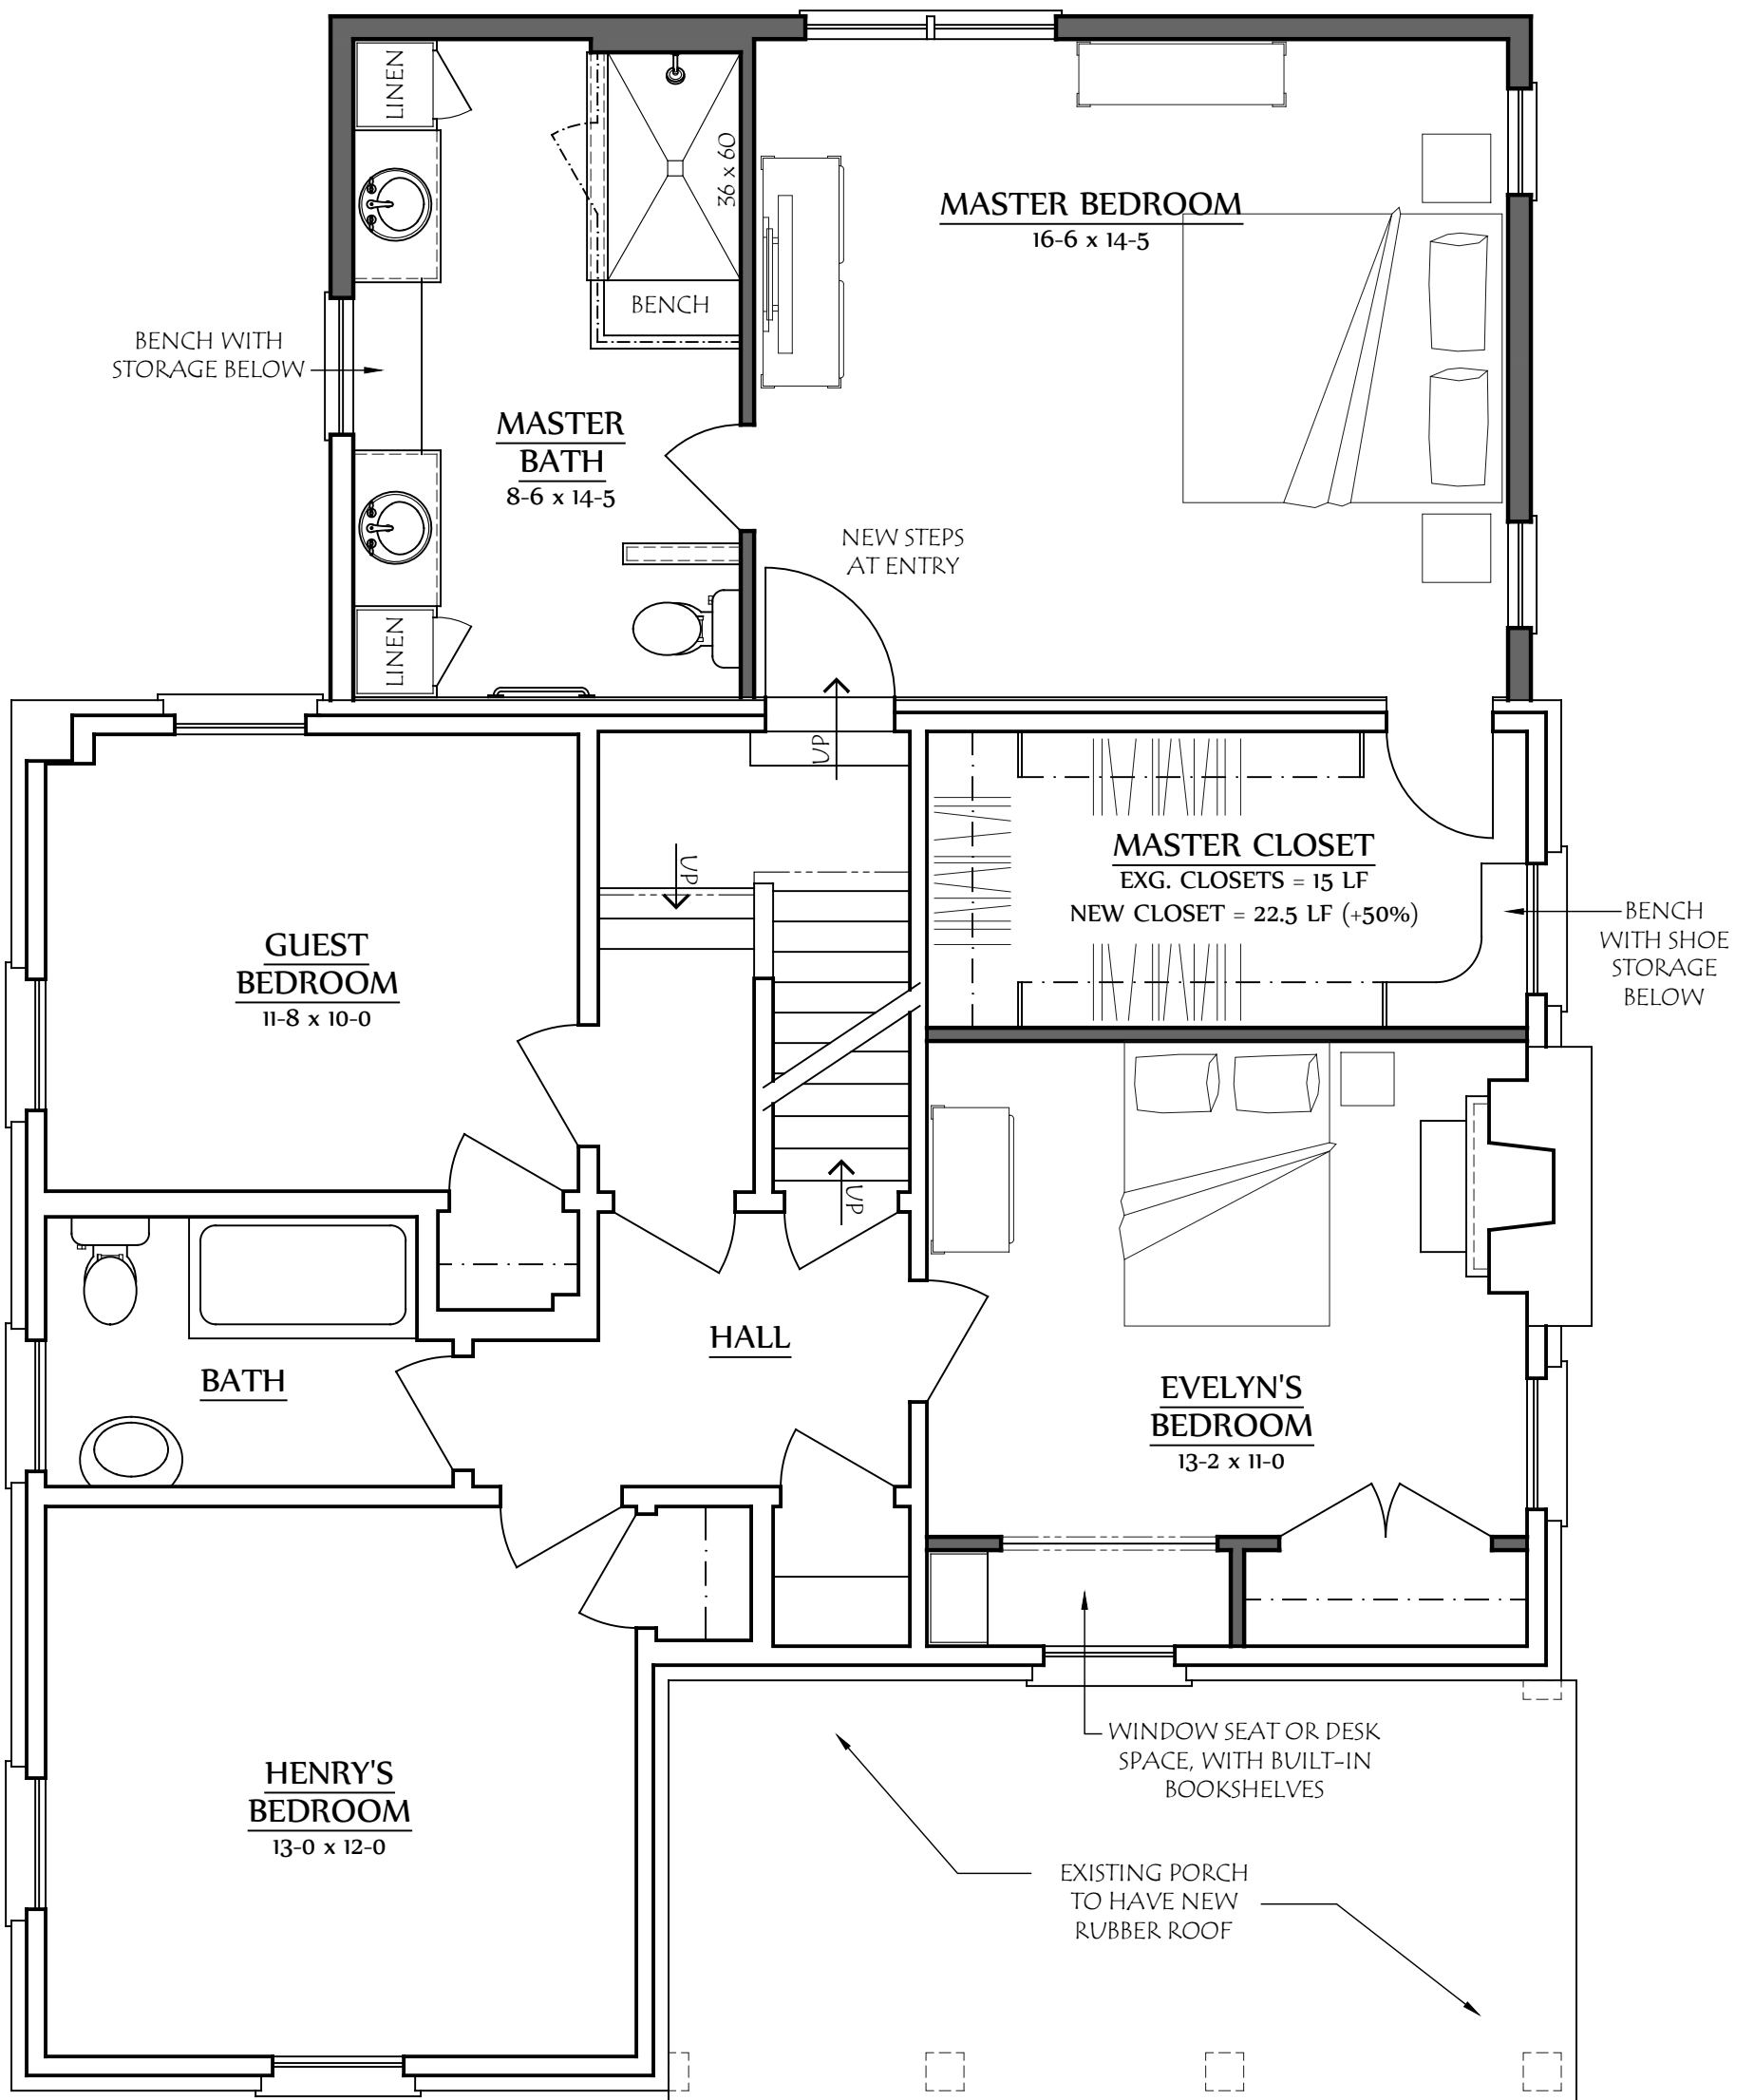 LINEN
36 x 60
BENCH
MASTER BEDROOM
16-6 x 14-5
BENCH WITH
STORAGE BELOW
MASTER
BATH
8-6 x 14-5
NEW STEPS
AT ENTRY
LINEN
UP
UP
MASTER CLOSET
EXG. CLOSETS = 15 LF
NEW CLOSET = 22.5 LF (+50%)
BENCH
WITH SHOE
STORAGE
BELOW
GUEST
BEDROOM
11-8 x 10-0
UP
HALL
BATH
EVELYN'S
BEDROOM
13-2 x 11-0
WINDOW SEAT OR DESK
SPACE, WITH BUILT-IN
BOOKSHELVES
HENRY'S
BEDROOM
13-0 x 12-0
EXISTING PORCH
TO HAVE NEW
RUBBER ROOF